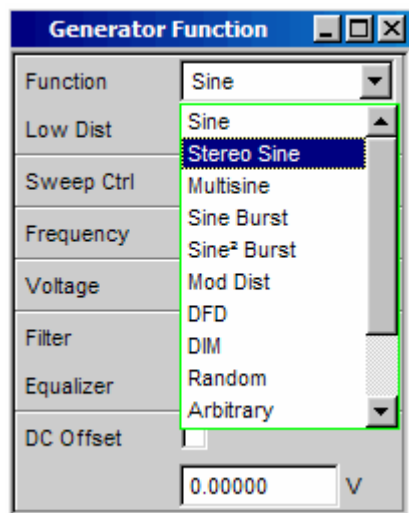 Generator Function
Function Sine
Low Dist Sine
Stereo Sine
Sweep Ctrl Multisine
Frequency Sine Burst
Sine² Burst
Voltage Mod Dist
DFD
Filter DIM
Equalizer Random
Arbitrary
DC Offset
0.00000 V